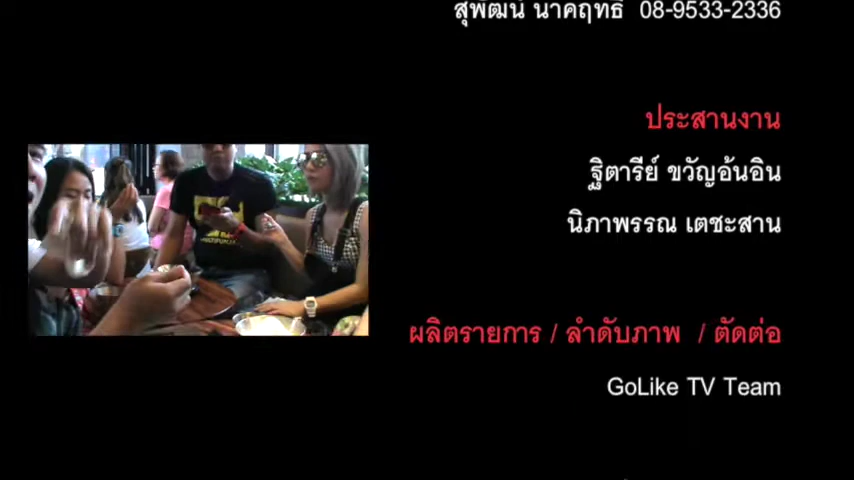 สุพัฒน์ นาคฤทธิ์ 08-9533-2336
ประสานงาน
ฐิตารีย์ ขวัญอ้นอิน
นิภาพรรณ เตชะสาน
ผลิตรายการ / ลำดับภาพ / ตัดต่อ
GoLike TV Team